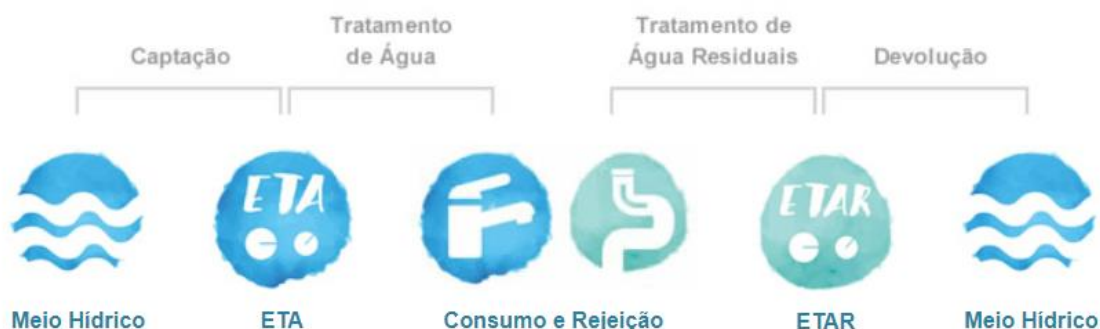 Captação
Tratamento
de Água
Tratamento de
Água Residuais
Devolução
ETA
ETAR
Meio Hídrico
ETA
Consumo e Rejeição
ETAR
Meio Hídrico